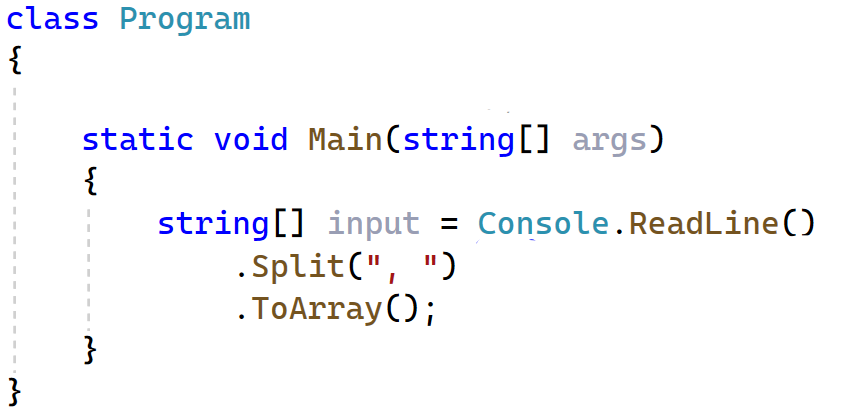 class Program
{
static void Main(string[] args)
{
string[] input = Console.ReadLine()
.Split(", ")
.ToArray();
}
}